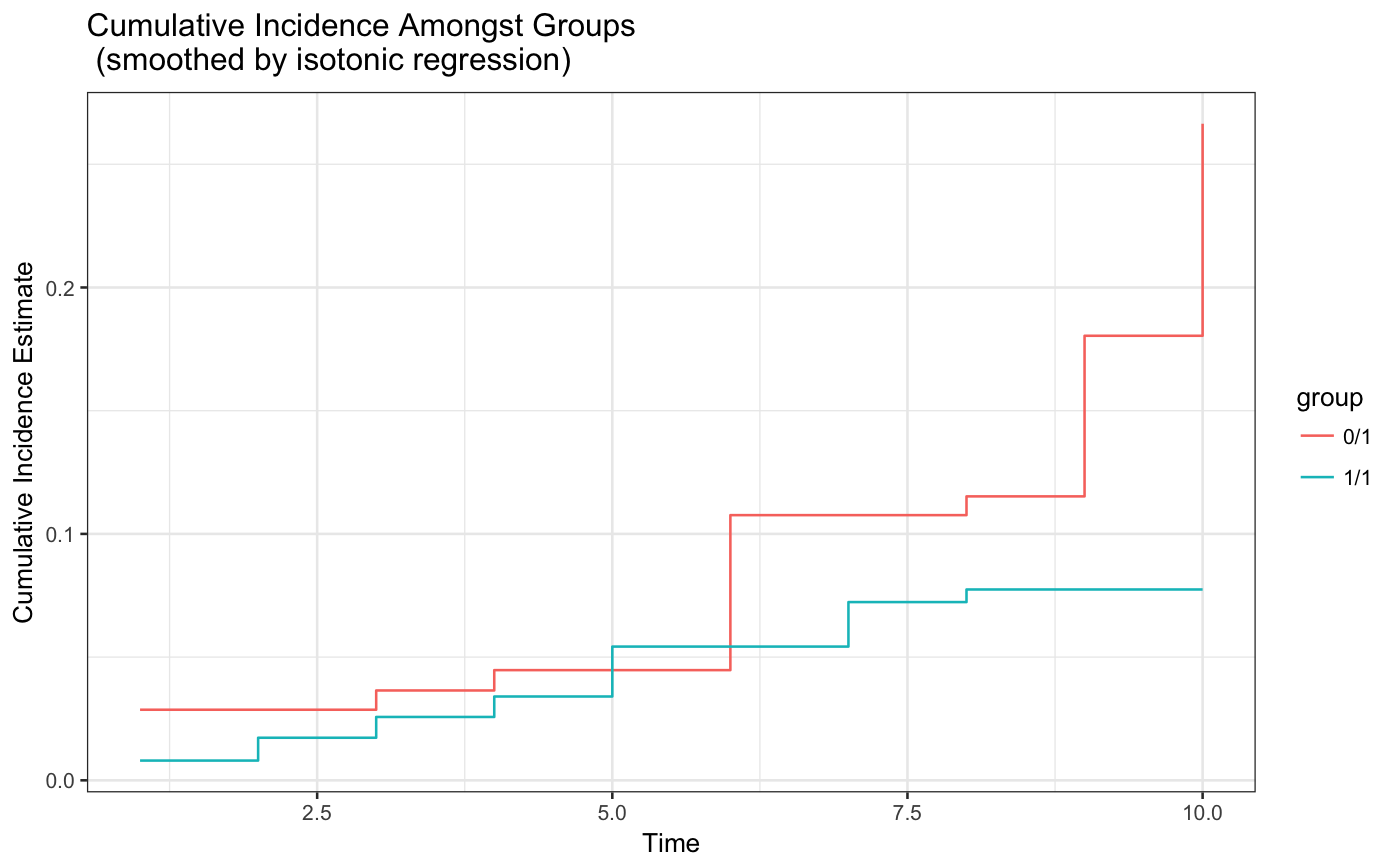 Cumulative Incidence Amongst Groups
(smoothed by isotonic regression)
Cumulative Incidence Estimate
0.2
0.1
0.0
2.5 5.0 7.5 10.0
Time
group
0/1
1/1